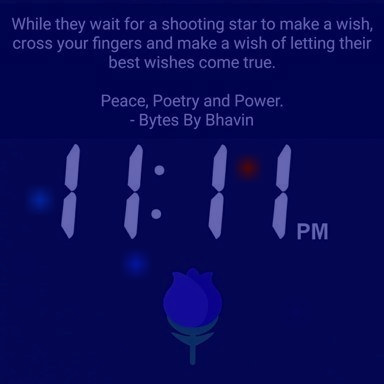 While they wait for a shooting star to make a wish,
cross your fingers and make a wish of letting their
best wishes come true.
Peace, Poetry and Power.
- Bytes By Bhavin
11:11 PM